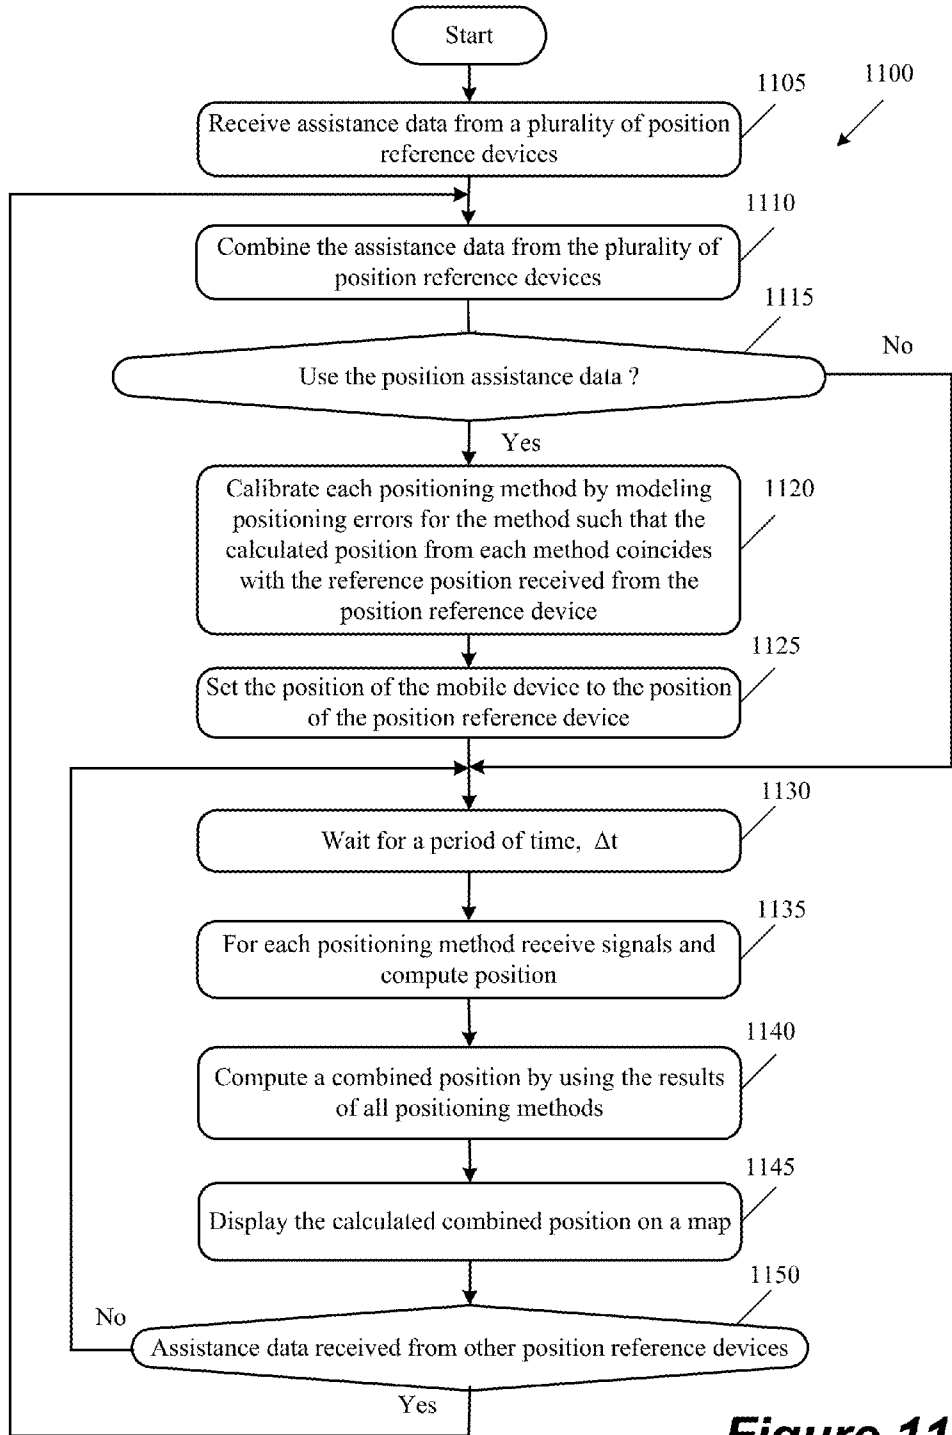 Start
1100
1105
Receive assistance data from a plurality of position
reference devices
1110
Combine the assistance data from the plurality of
position reference devices
1115
No
Use the position assistance data ?
Yes
1120
Calibrate each positioning method by modeling
positioning errors for the method such that the
calculated position from each method coincides
with the reference position received from the
position reference device
1125
Set the position of the mobile device to the position
of the position reference device
1130
Wait for a period of time, Δt
1135
For each positioning method receive signals and
compute position
1140
Compute a combined position by using the results
of all positioning methods
1145
Display the calculated combined position on a map
1150
No
Assistance data received from other position reference devices
Yes
Figure 11